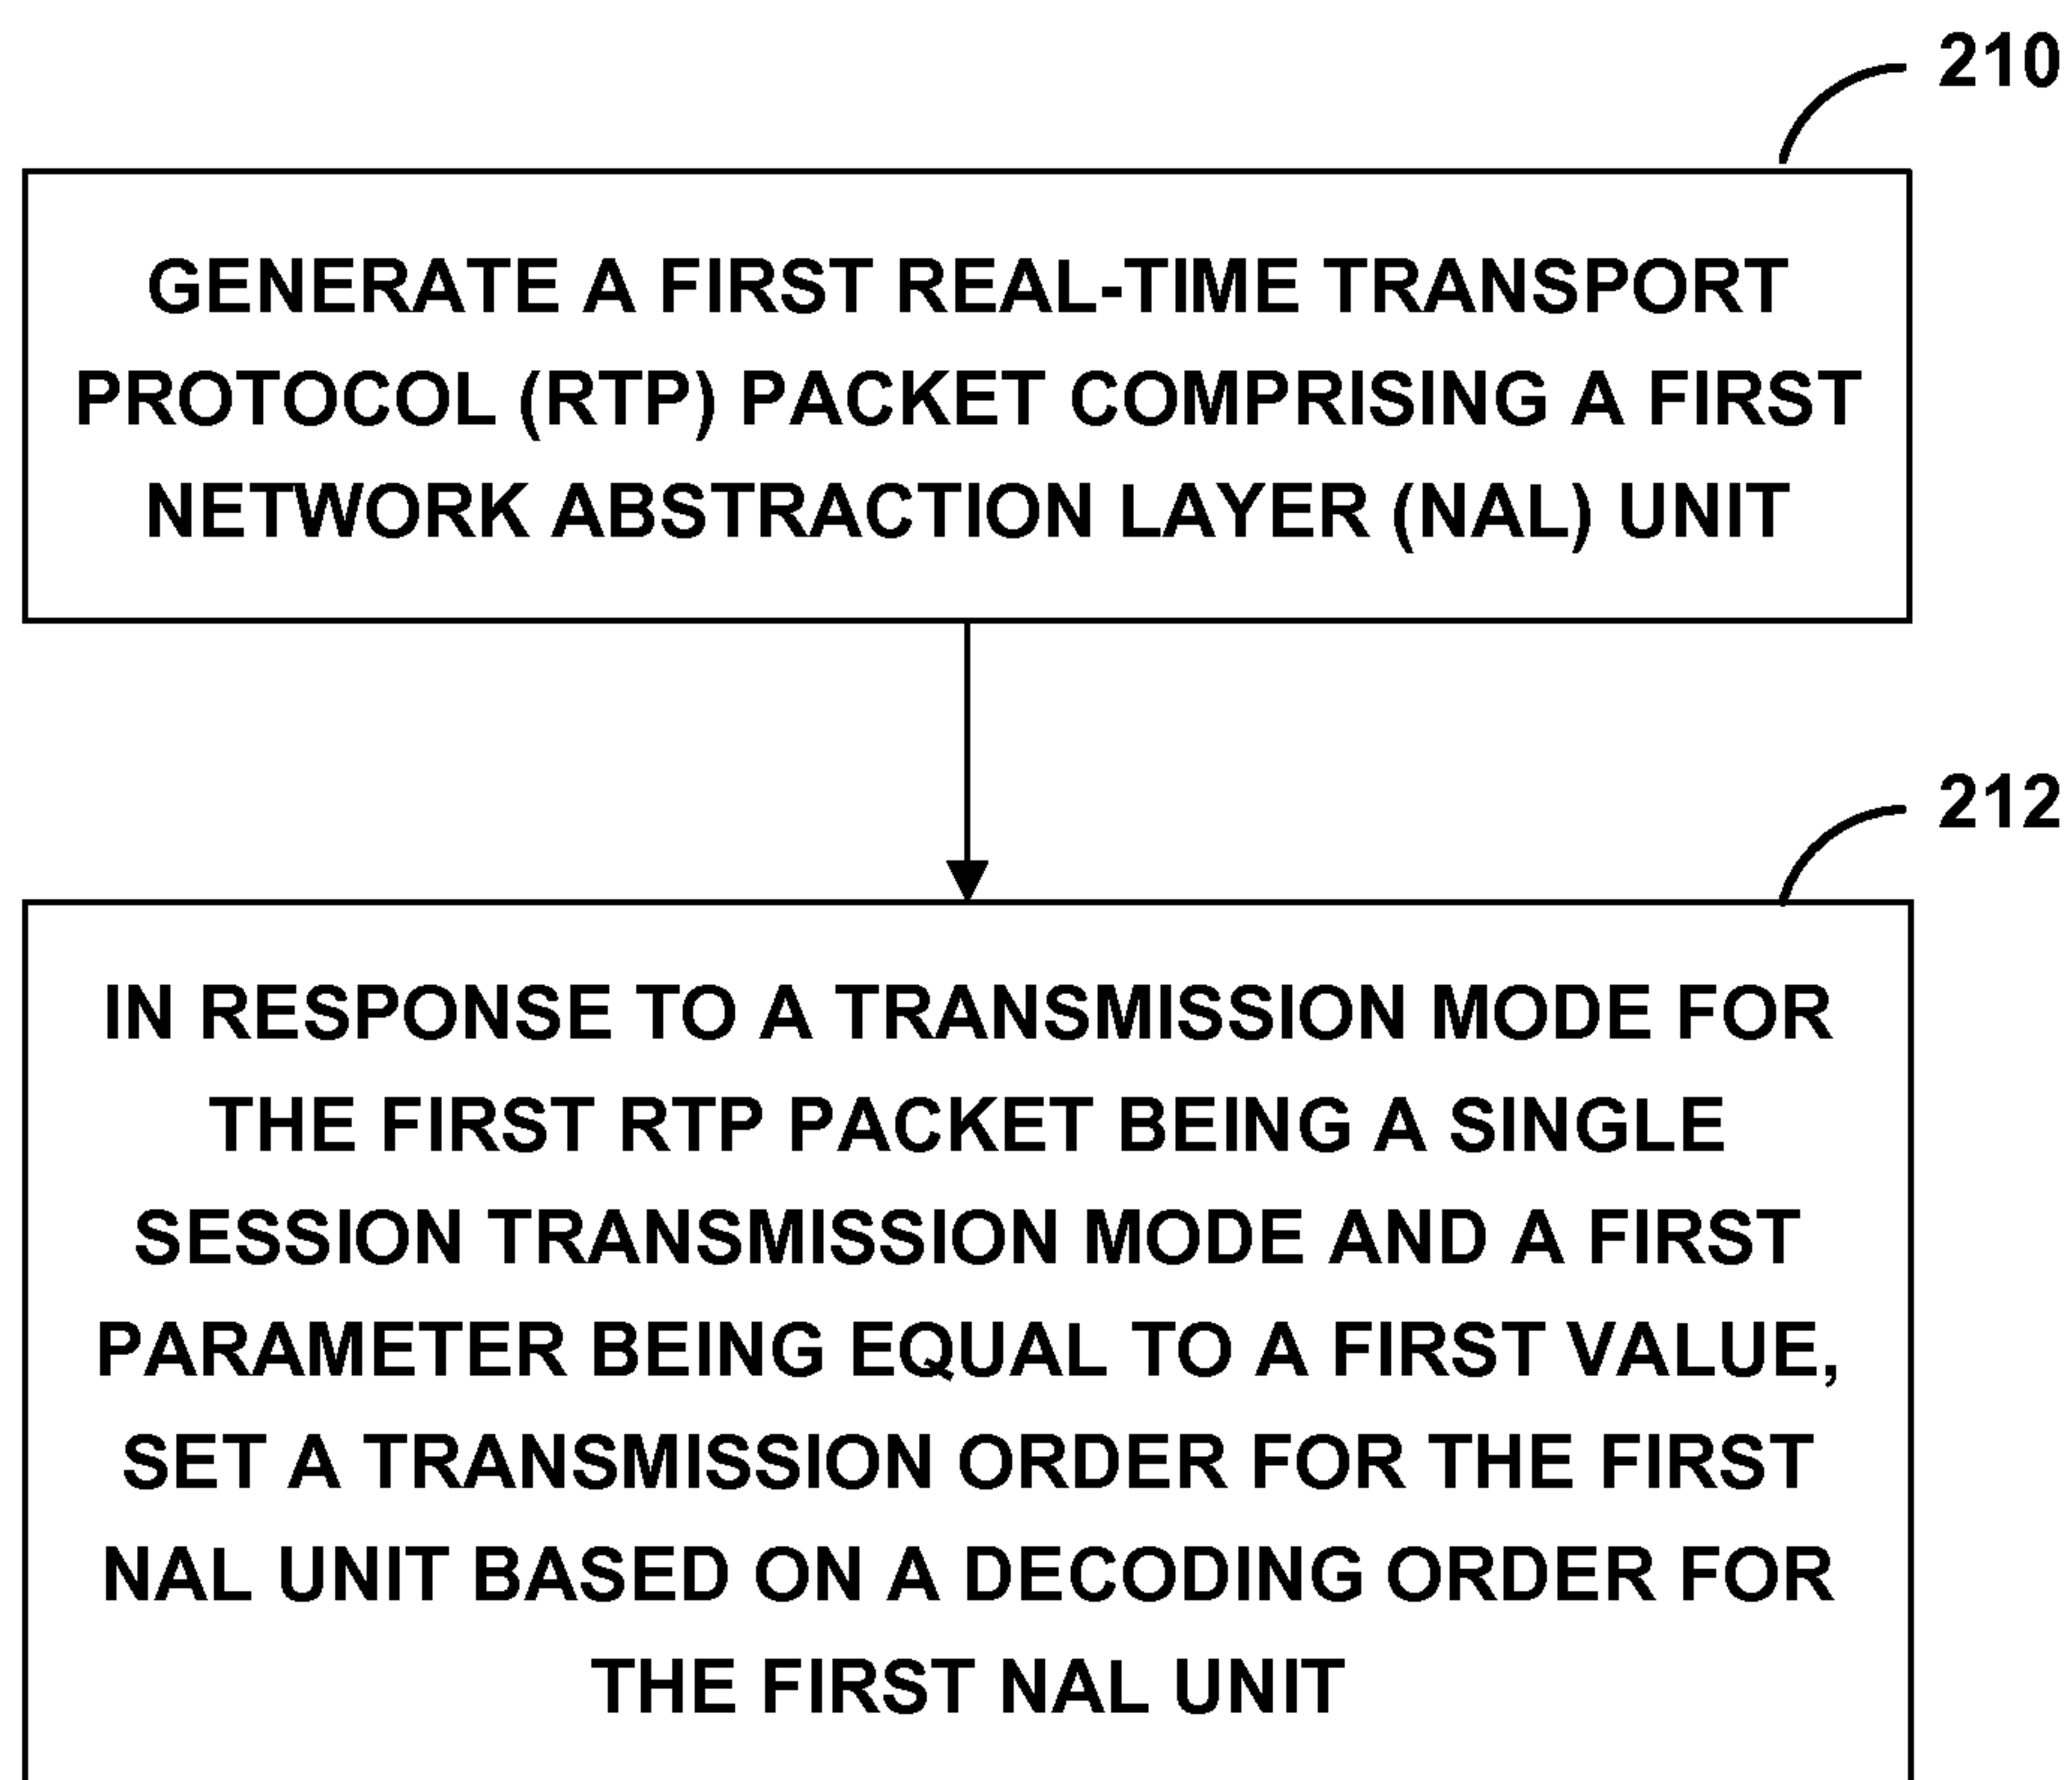 210
GENERATE A FIRST REAL-TIME TRANSPORT
PROTOCOL (RTP) PACKET COMPRISING A FIRST
NETWORK ABSTRACTION LAYER (NAL) UNIT
212
IN RESPONSE TO A TRANSMISSION MODE FOR
THE FIRST RTP PACKET BEING A SINGLE
SESSION TRANSMISSION MODE AND A FIRST
PARAMETER BEING EQUAL TO A FIRST VALUE,
SET A TRANSMISSION ORDER FOR THE FIRST
NAL UNIT BASED ON A DECODING ORDER FOR
THE FIRST NAL UNIT